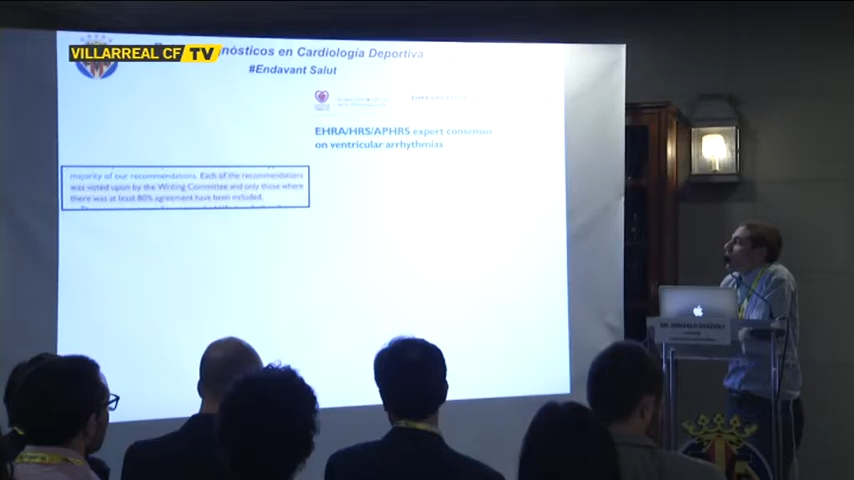 VILLARREAL CF TV
nósticos en Cardiología Deportiva
#Endavant Salut
EHRA/HRS/APHRS expert consensus
on ventricular arrhythmias
majority of our recommendations. Each of the recommendations
was voted upon by the Writing Committee and only those where
there was at least 80% agreement have been included.